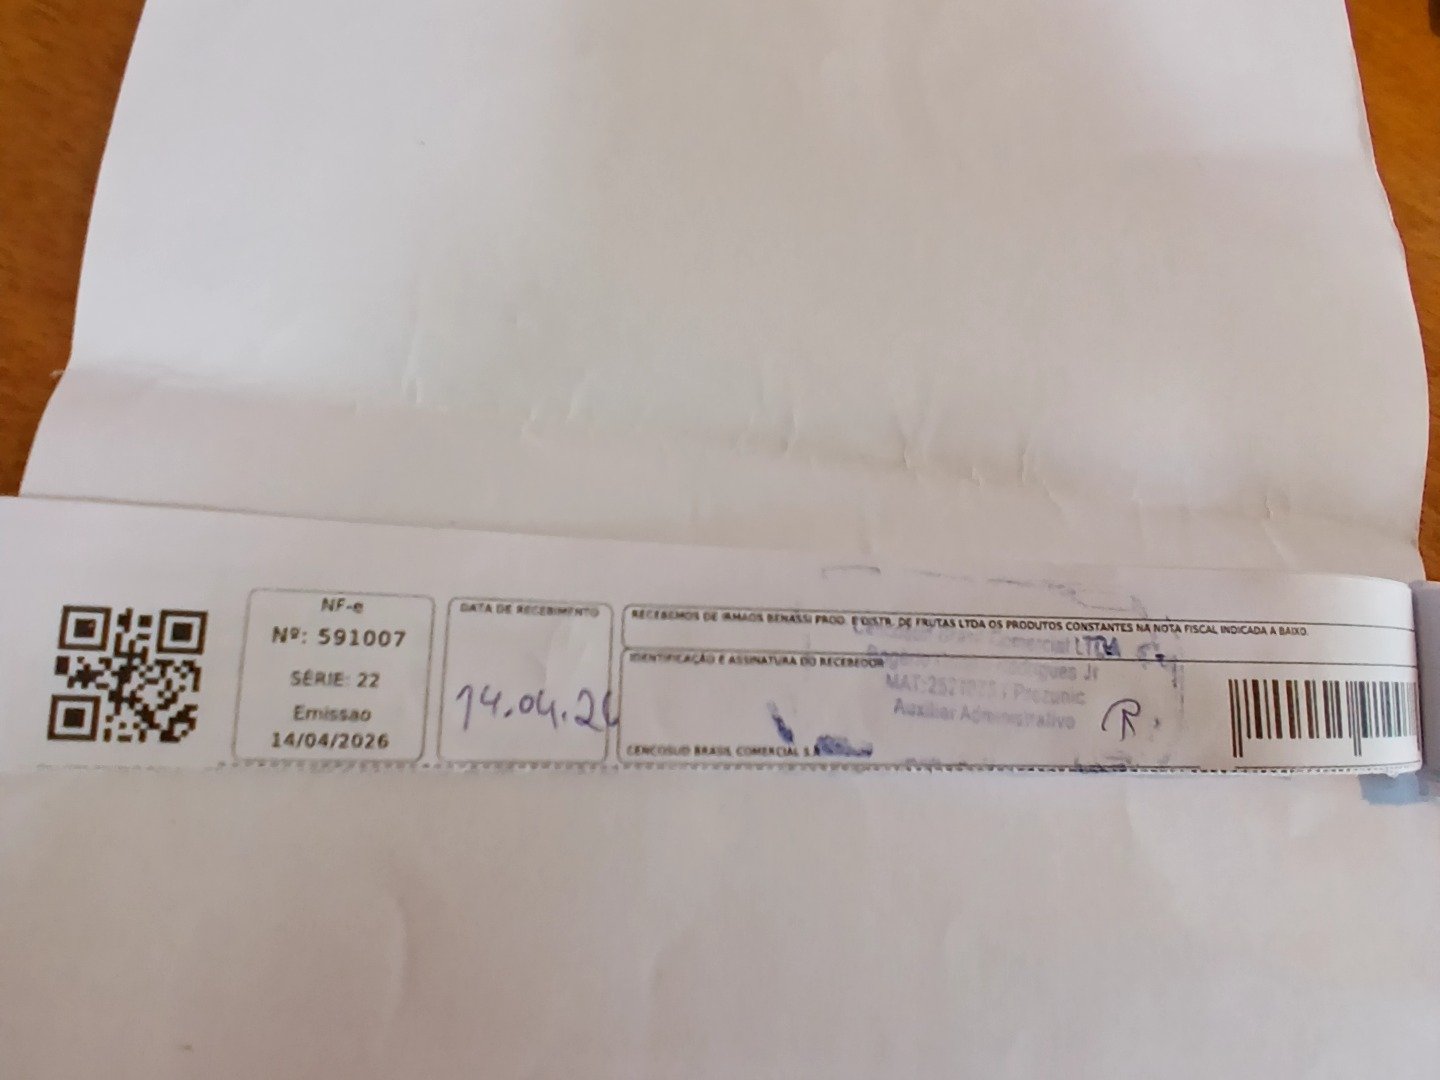 NF-e
Nº: 591007
SÉRIE: 22
Emissao
14/04/2026
DATA DE RECEBIMENTO
14.04.26
RECEBEMOS DE IRMAOS BENASSI PROD. E DISTR. DE FRUTAS LTDA OS PRODUTOS CONSTANTES NA NOTA FISCAL INDICADA A BAIXO.
IDENTIFICAÇÃO E ASSINATURA DO RECEBEDOR
Comercial LTDA
Rodrigues Jr
Prezunic
Auxiliar Administrativo
CENCOSUD BRASIL COMERCIAL S.A